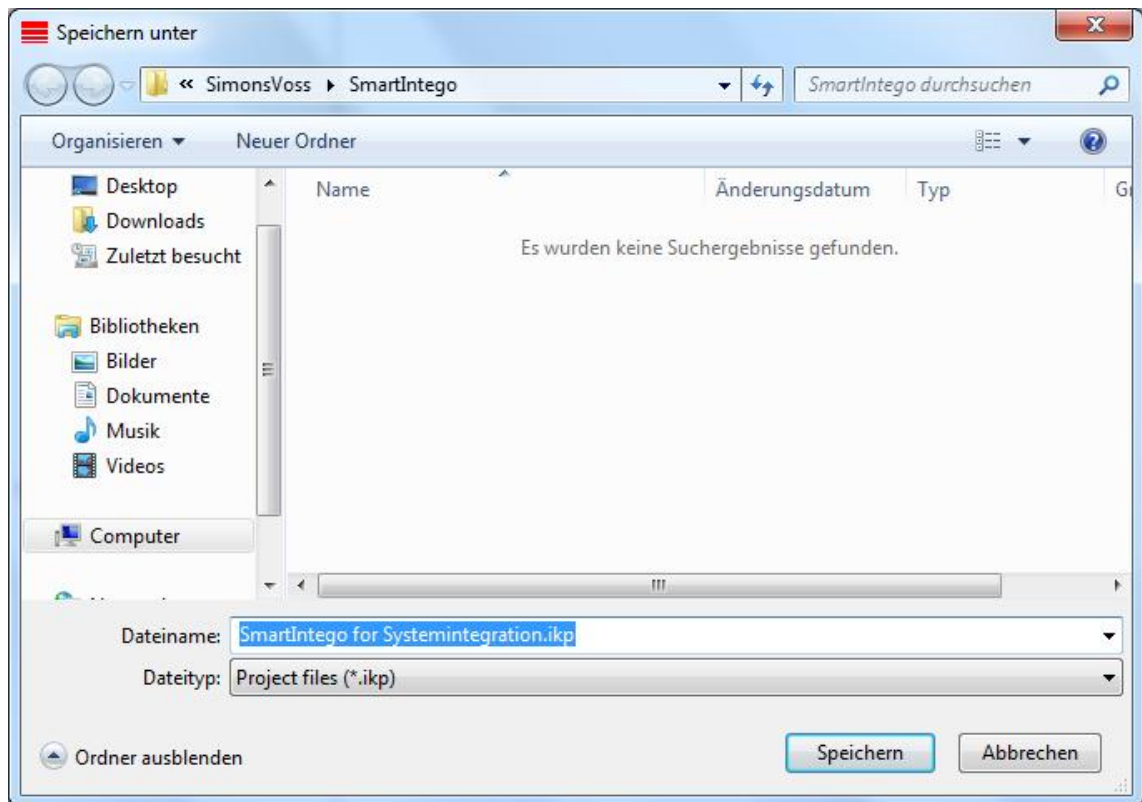 Speichern unter
« SimonsVoss ▸ SmartIntego SmartIntego durchsuchen
Organisieren Neuer Ordner
Name Änderungsdatum Typ
Desktop
Downloads
Zuletzt besucht
Es wurden keine Suchergebnisse gefunden.
Bibliotheken
Bilder
Dokumente
Musik
Videos
Computer
Dateiname: SmartIntego for Systemintegration.ikp
Dateityp: Project files (*.ikp)
Ordner ausblenden Speichern Abbrechen